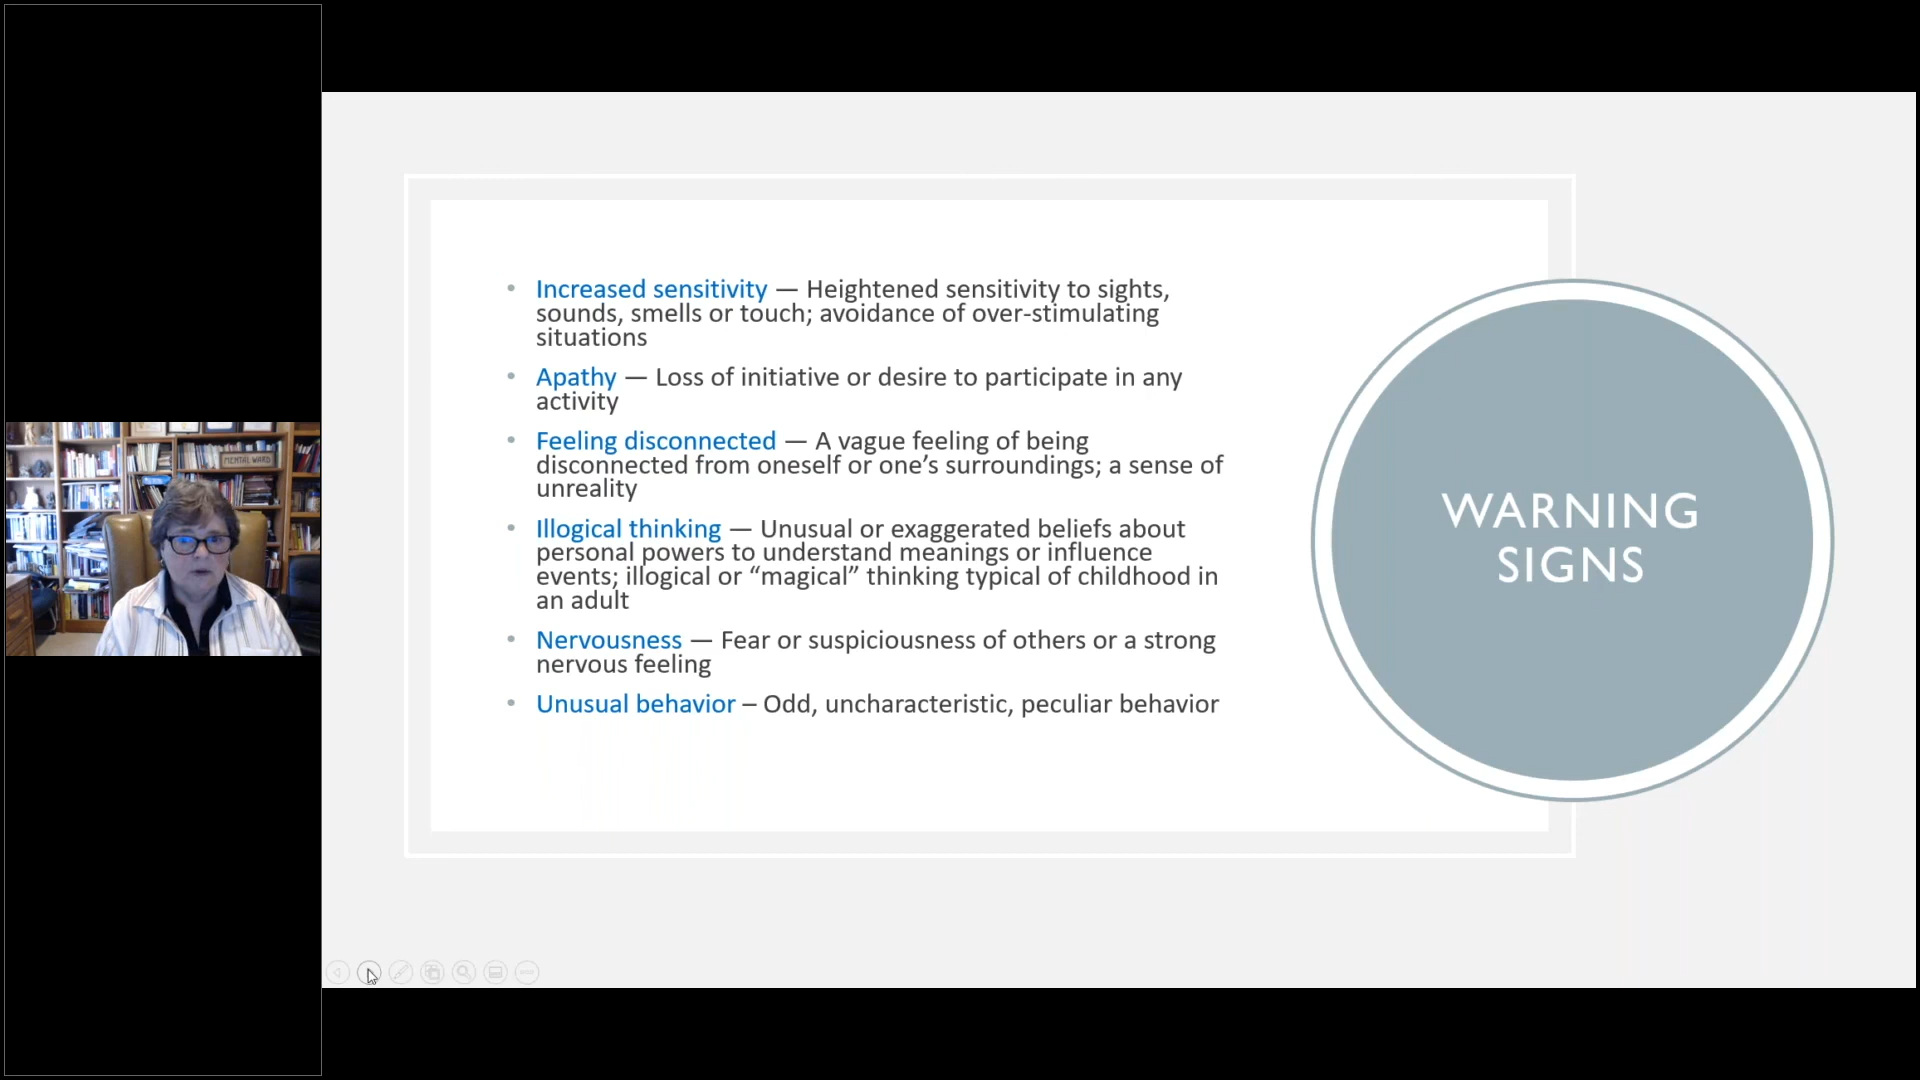 • Increased sensitivity — Heightened sensitivity to sights,
sounds, smells or touch; avoidance of over-stimulating
situations
• Apathy — Loss of initiative or desire to participate in any
activity
• Feeling disconnected — A vague feeling of being
disconnected from oneself or one’s surroundings; a sense of
unreality
• Illogical thinking — Unusual or exaggerated beliefs about
personal powers to understand meanings or influence
events; illogical or “magical” thinking typical of childhood in
an adult
• Nervousness — Fear or suspiciousness of others or a strong
nervous feeling
• Unusual behavior – Odd, uncharacteristic, peculiar behavior
WARNING
SIGNS
MENTAL WARD